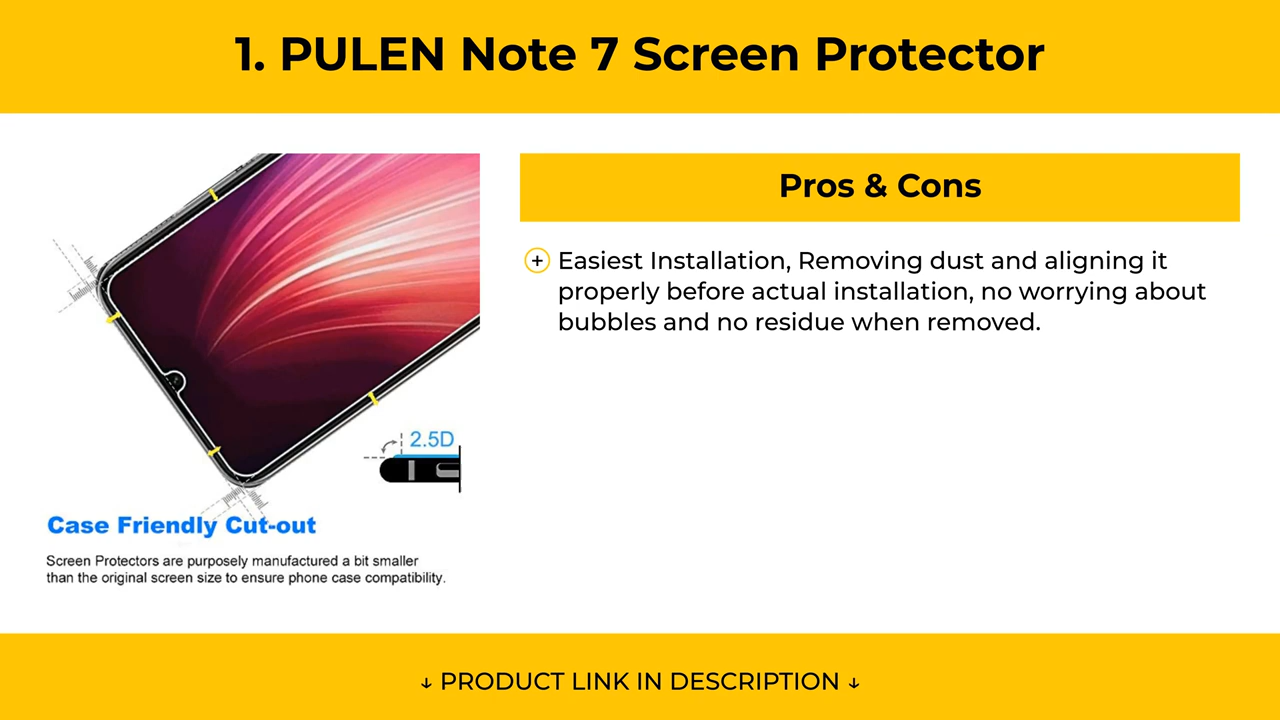 1. PULEN Note 7 Screen Protector
Pros & Cons
+ Easiest Installation, Removing dust and aligning it
properly before actual installation, no worrying about
bubbles and no residue when removed.
2.5D
Case Friendly Cut-out
Screen Protectors are purposely manufactured a bit smaller
than the original screen size to ensure phone case compatibility.
↓ PRODUCT LINK IN DESCRIPTION ↓